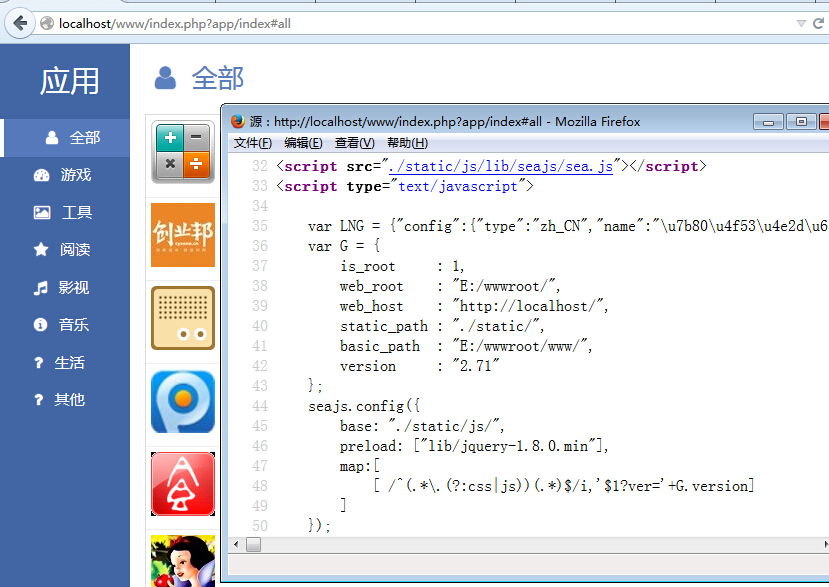 localhost/www/index.php?app/index#all
应用
全部
游戏
工具
阅读
影视
音乐
生活
其他
全部
创业邦
源：http://localhost/www/index.php?app/index#all - Mozilla Firefox
文件(F) 编辑(E) 查看(V) 帮助(H)
32 <script src="./static/js/lib/seajs/sea.js"></script>
33 <script type="text/javascript">
34
35 var LNG = {"config":{"type":"zh_CN","name":"\u7b80\u4f53\u4e2d\u6
36 var G = {
37 is_root : 1,
38 web_root : "E:/wwwroot/",
39 web_host : "http://localhost/",
40 static_path : "./static/",
41 basic_path : "E:/wwwroot/www/",
42 version : "2.71"
43 };
44 seajs.config({
45 base: "./static/js/",
46 preload: ["lib/jquery-1.8.0.min"],
47 map:[
48 [ /^(.*\.(?:css|js))(.*)$/i,'$1?ver='+G.version]
49 ]
50 });